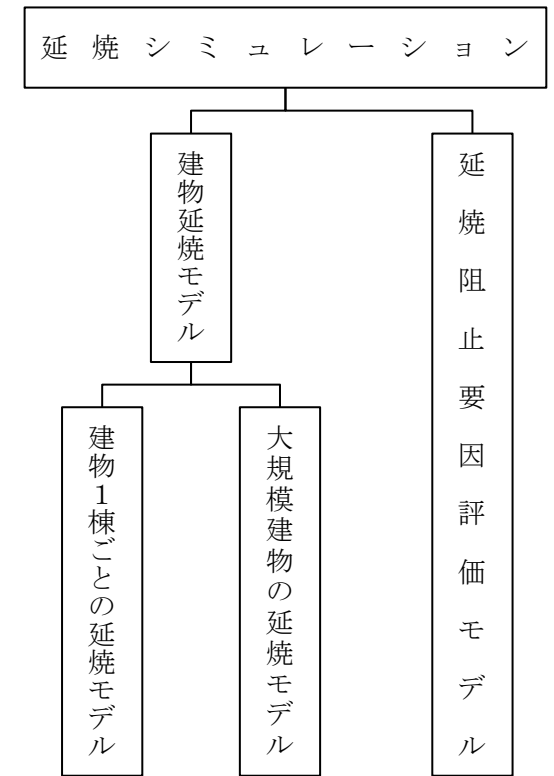 延焼シミュレーション
建物延焼モデル
延焼阻止要因評価モデル
建物1棟ごとの延焼モデル
大規模建物の延焼モデル